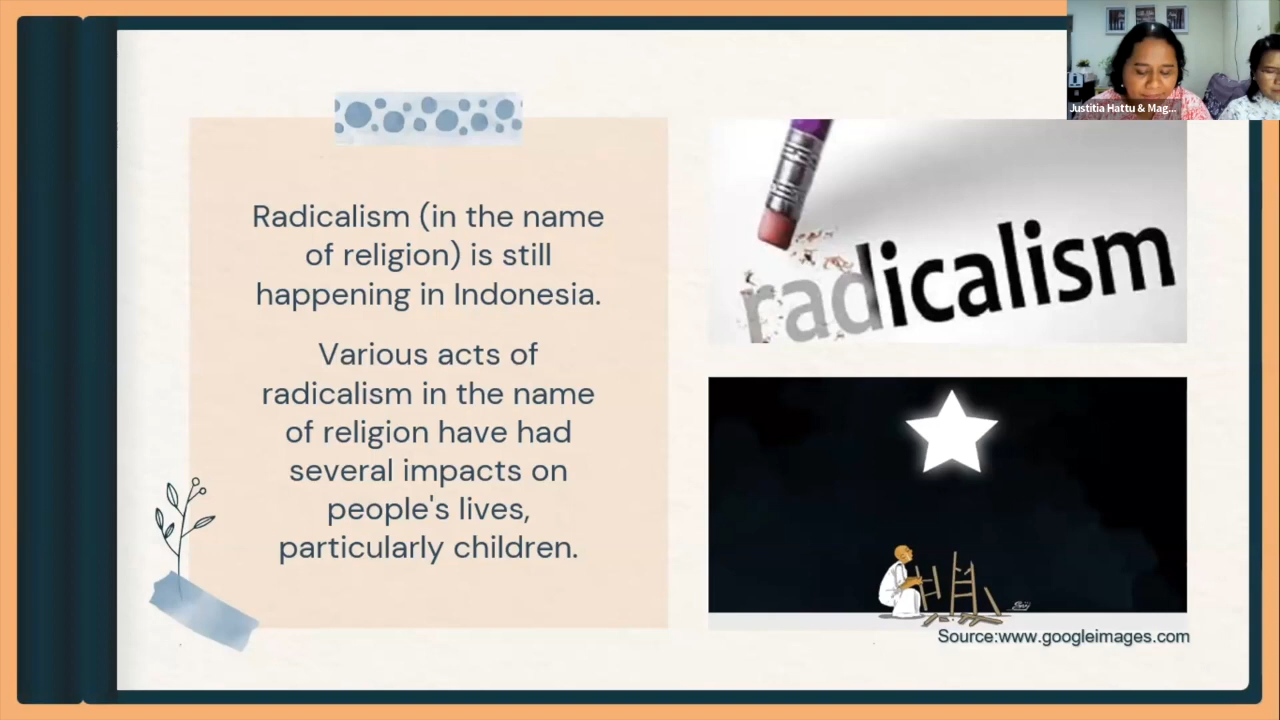 Justitia Hattu & Mag...
Radicalism (in the name
of religion) is still
happening in Indonesia.
Various acts of
radicalism in the name
of religion have had
several impacts on
people's lives,
particularly children.
radicalism
Source:www.googleimages.com